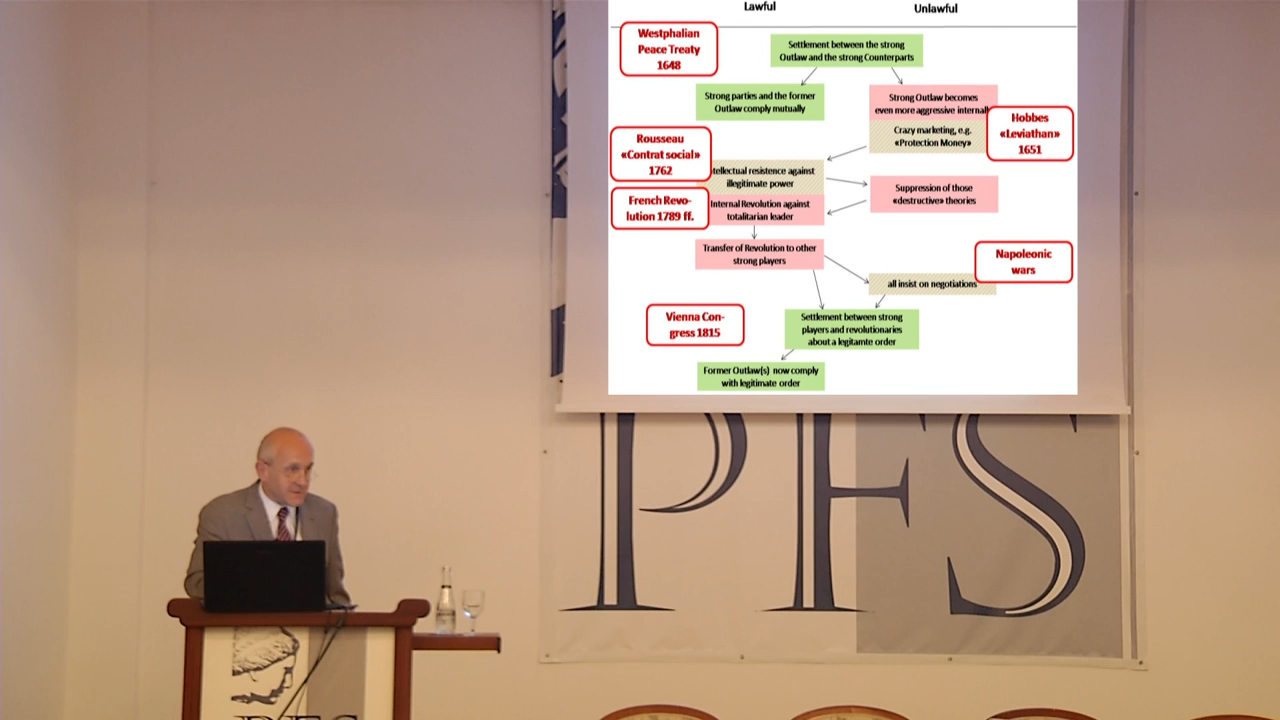 Lawful
Unlawful
Westphalian
Peace Treaty
1648
Settlement between the strong
Outlaw and the strong Counterparts
Strong parties and the former
Outlaw comply mutually
Strong Outlaw becomes
even more aggressive internall
Crazy marketing, e.g.
«Protection Money»
Hobbes
«Leviathan»
1651
Rousseau
«Contrat social»
1762
tellectual resistence against
illegitimate power
Suppression of those
«destructive» theories
French Revo-
lution 1789 ff.
Internal Revolution against
totalitarian leader
Transfer of Revolution to other
strong players
Napoleonic
wars
all insist on negotiations
Vienna Con-
gress 1815
Settlement between strong
players and revolutionaries
about a legitamte order
Former Outlaw(s) now comply
with legitimate order
PFS
PFS